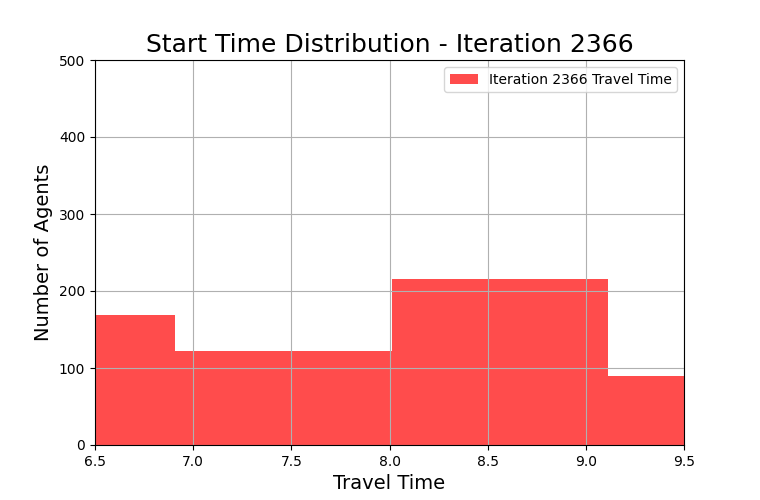 Start Time Distribution - Iteration 2366
Iteration 2366 Travel Time
Number of Agents
500
400
300
200
100
0
6.5 7.0 7.5 8.0 8.5 9.0 9.5
Travel Time